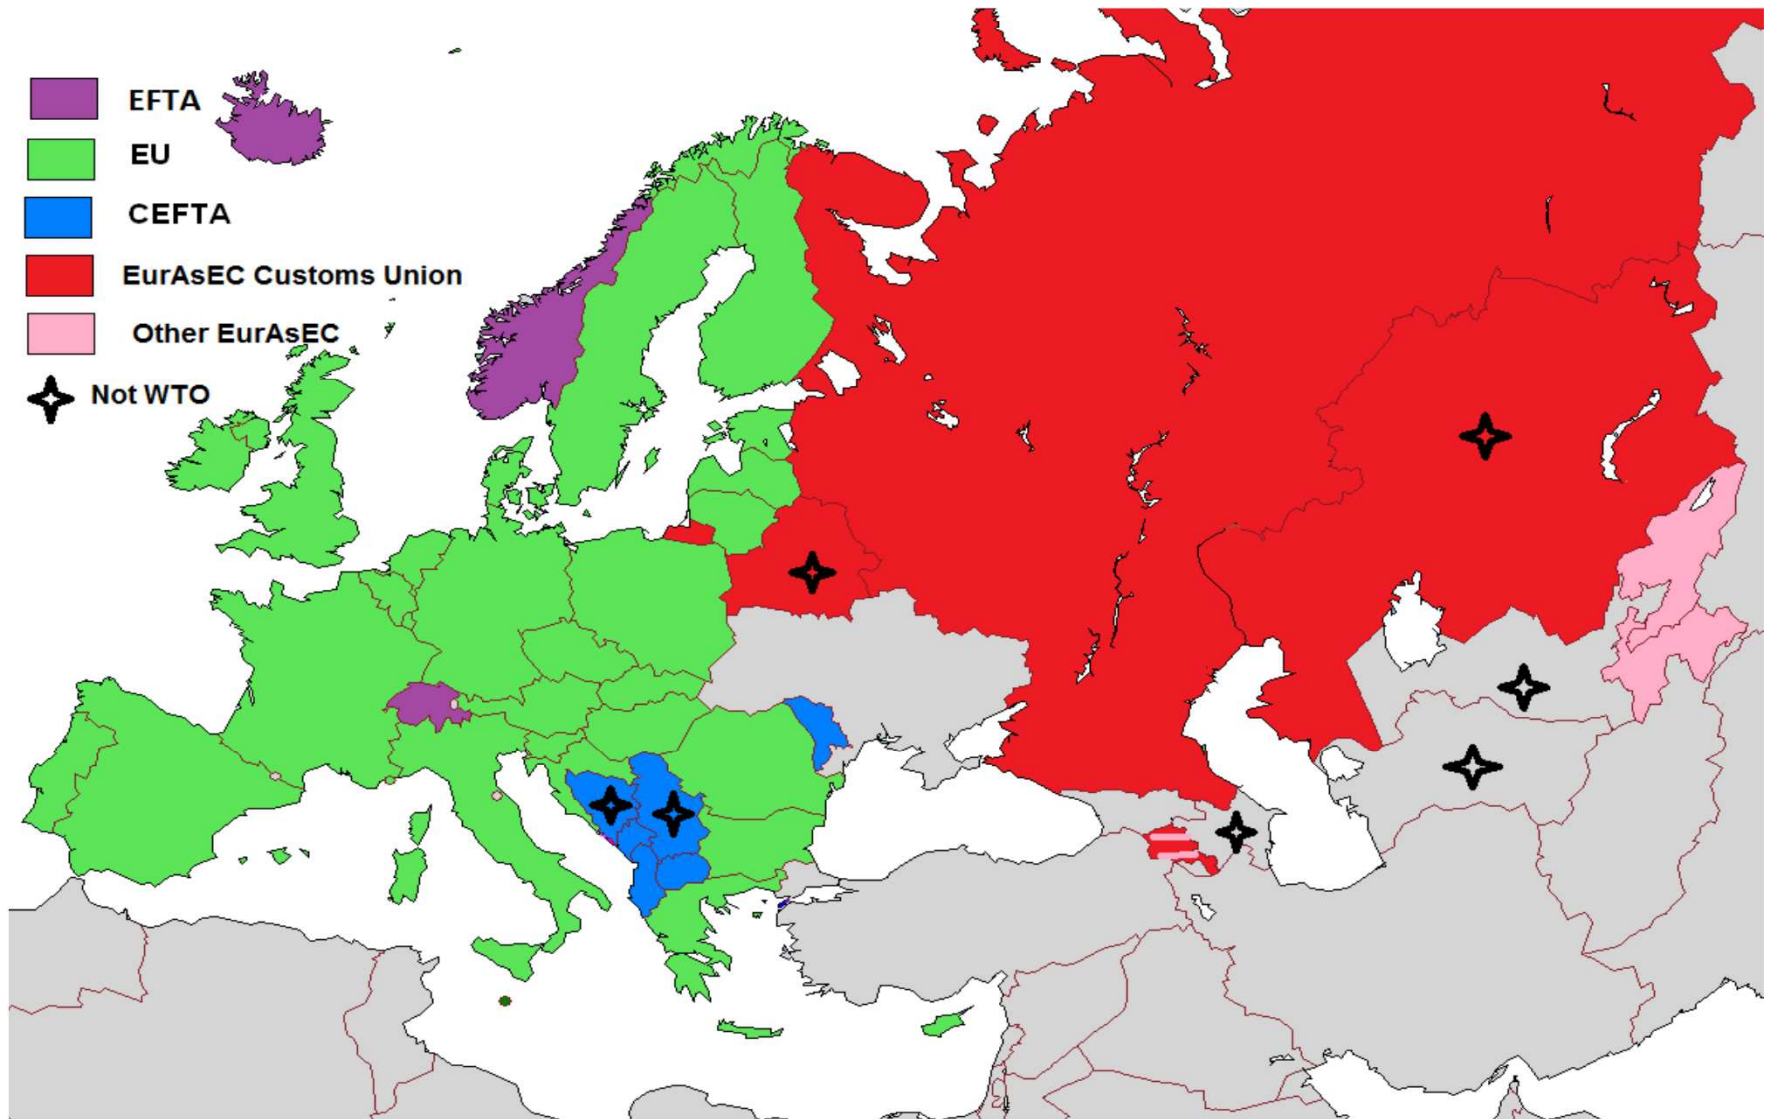 EFTA
EU
CEFTA
EurAsEC Customs Union
Other EurAsEC
Not WTO